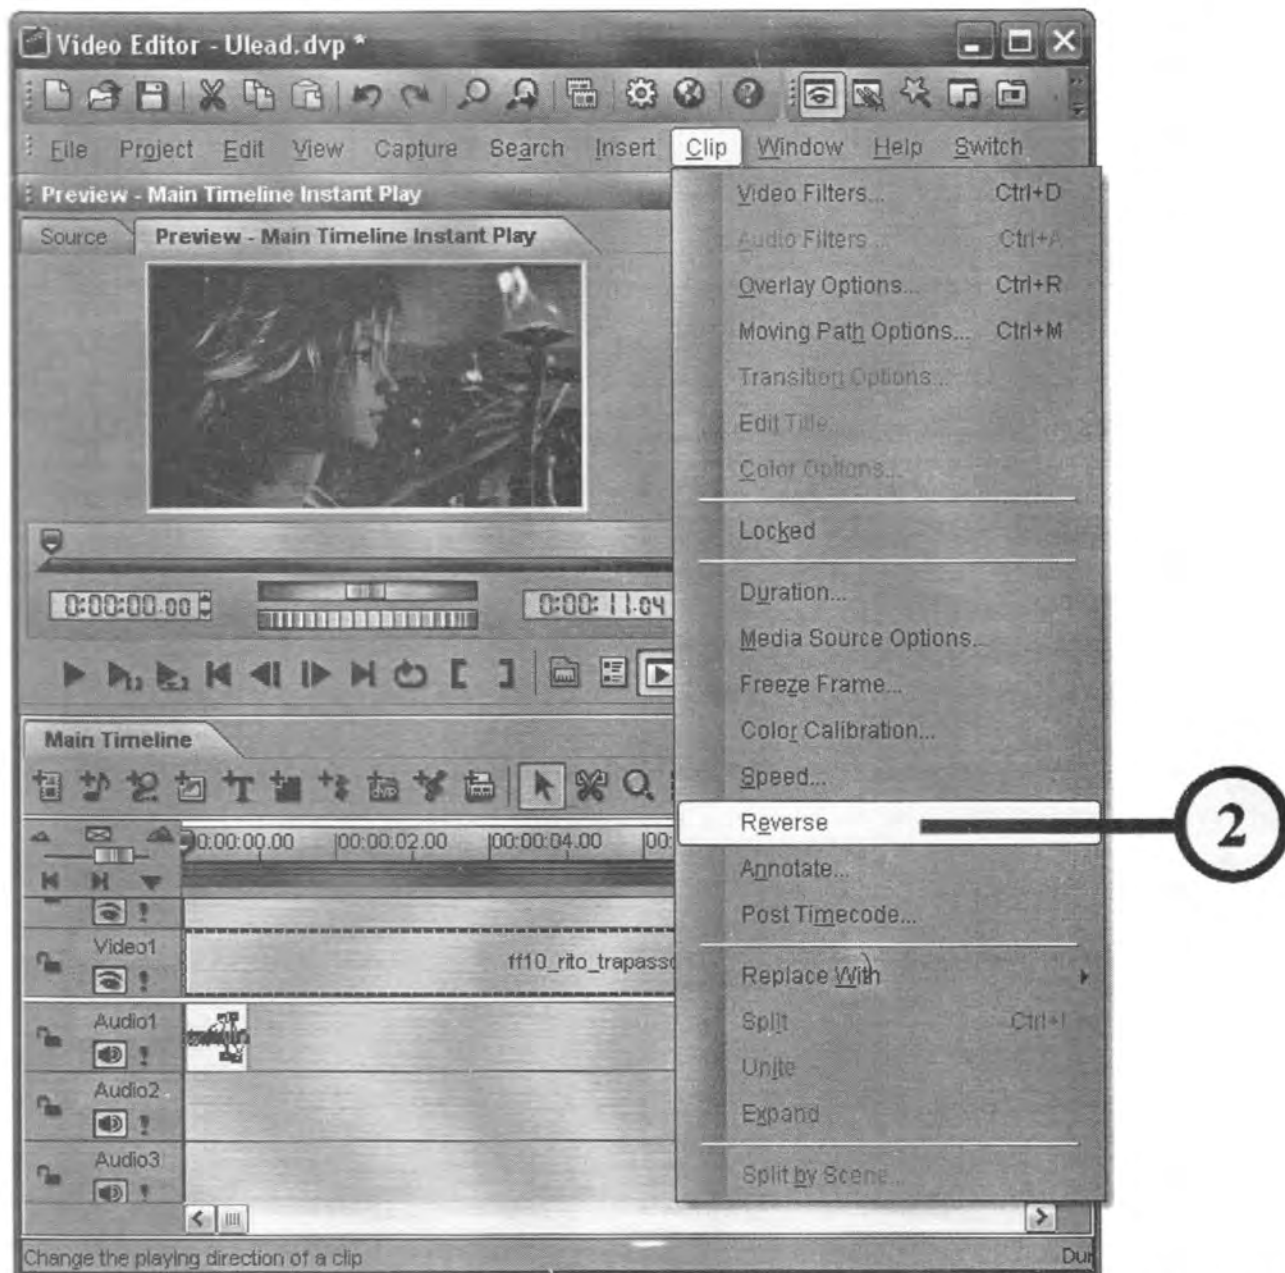 Video Editor - Ulead.dvp *
File Project Edit View Capture Search Insert Clip Window Help Switch
Preview - Main Timeline Instant Play
Source Preview - Main Timeline Instant Play
Video Filters... Ctrl+D
Audio Filters... Ctrl+A
Overlay Options... Ctrl+R
Moving Path Options... Ctrl+M
Transition Options...
Edit Title...
Color Options...
Locked
Duration...
Media Source Options...
Freeze Frame...
Color Calibration...
Speed...
Reverse
2
Annotate...
Post Timecode...
Replace With
Split Ctrl+I
Unite
Expand
Split by Scene...
0:00:00.00 0:00:11.04
Main Timeline
0:00:00.00 00:00:02.00 00:00:04.00 00:
Video1
ff10_rito_trapasso
Audio1
Audio2
Audio3
Change the playing direction of a clip Dur